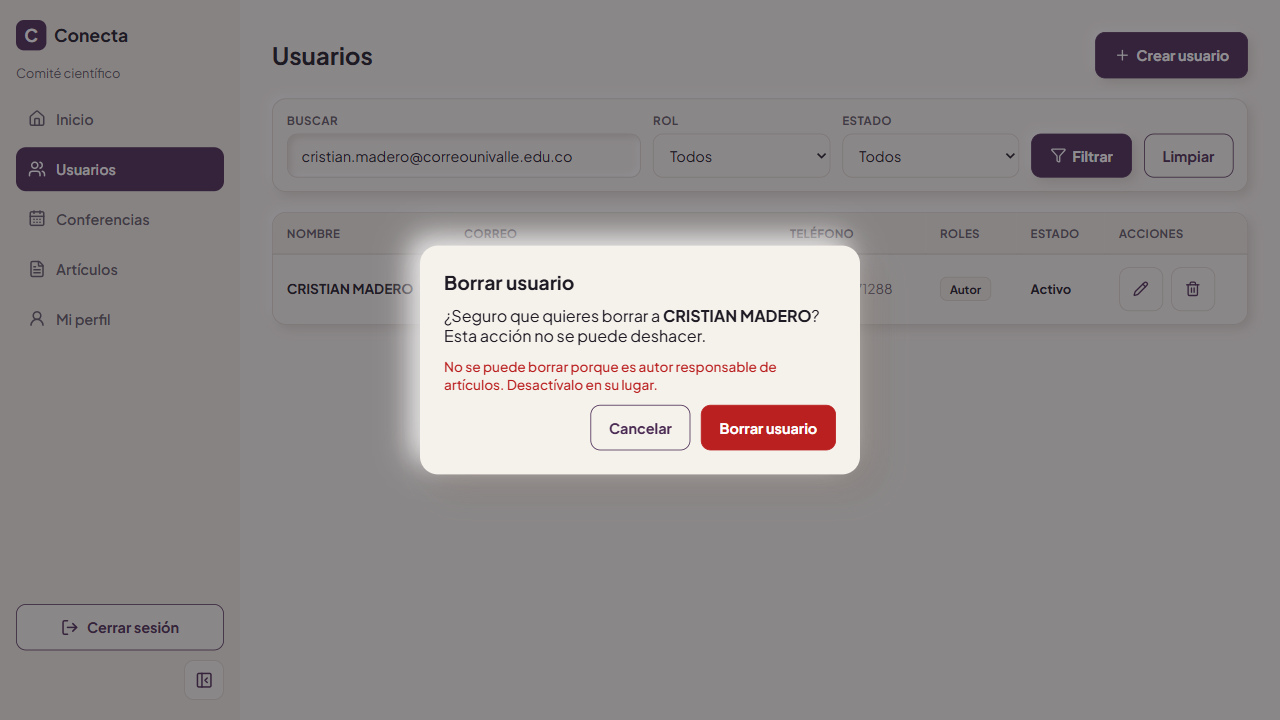 C Conecta
Comité científico
Inicio
Usuarios
Conferencias
Artículos
Mi perfil
Cerrar sesión
Usuarios
Crear usuario
BUSCAR ROL ESTADO
cristian.madero@correounivalle.edu.co Todos Todos Filtrar Limpiar
NOMBRE CORREO TELÉFONO ROLES ESTADO ACCIONES
CRISTIAN MADERO 1288 Autor Activo
Borrar usuario
¿Seguro que quieres borrar a CRISTIAN MADERO?
Esta acción no se puede deshacer.
No se puede borrar porque es autor responsable de
artículos. Desactívalo en su lugar.
Cancelar Borrar usuario